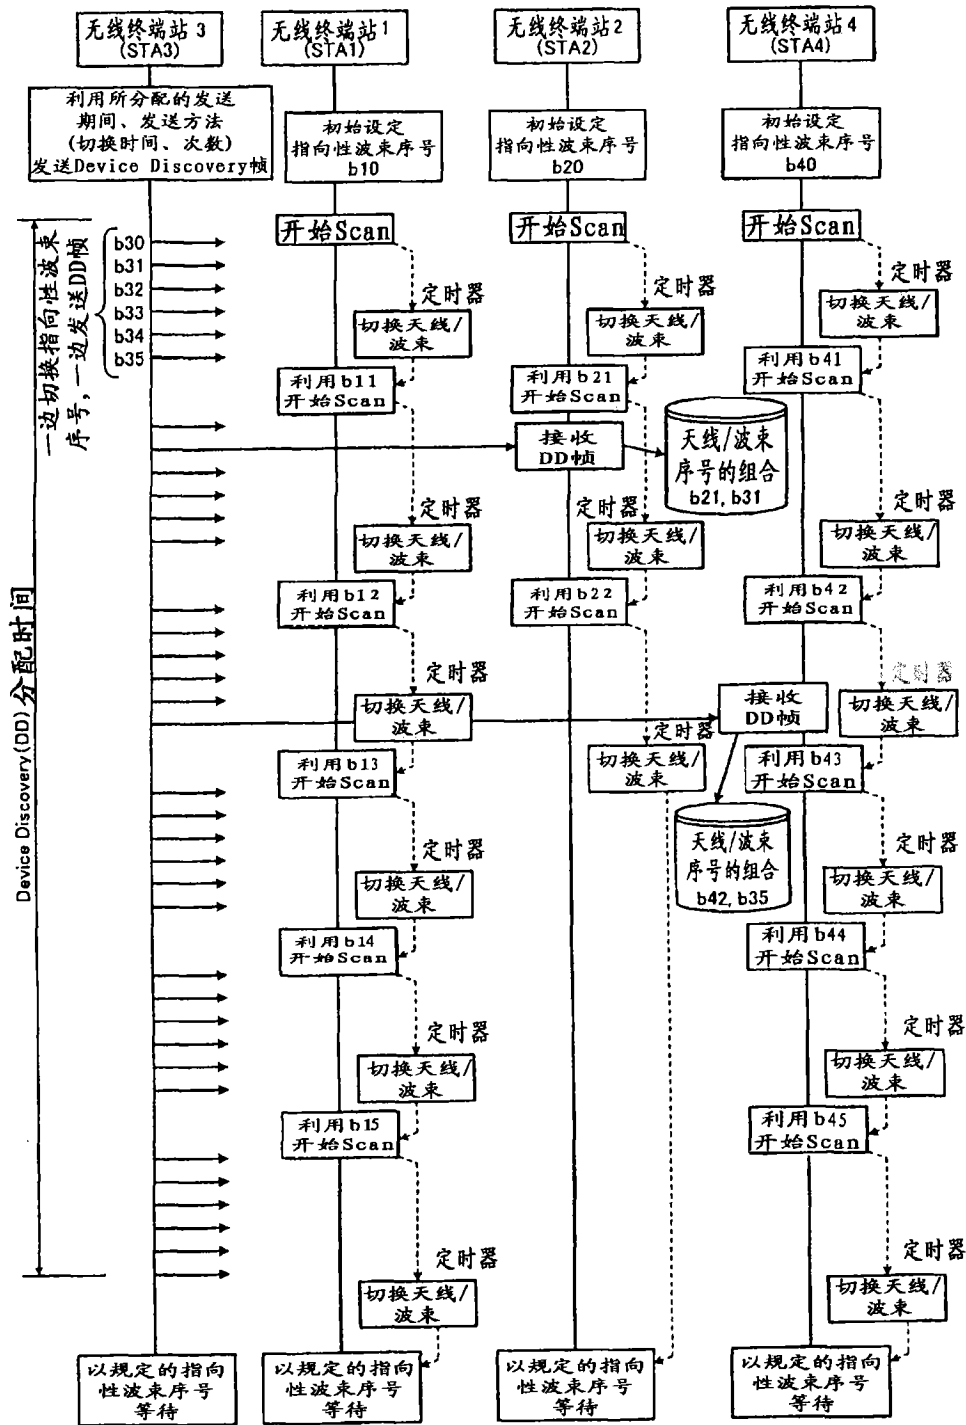 无线终端站 3
(STA3)
无线终端站 1
(STA1)
无线终端站 2
(STA2)
无线终端站 4
(STA4)
利用所分配的发送
期间、发送方法
(切换时间、次数)
发送Device Discovery帧
初始设定
指向性波束序号
b10
初始设定
指向性波束序号
b20
初始设定
指向性波束序号
b40
开始Scan
开始Scan
开始Scan
一边切换指向性波束
序号,一边发送DD帧
b30
b31
b32
b33
b34
b35
定时器
定时器
定时器
切换天线/
波束
切换天线/
波束
切换天线/
波束
利用b11
开始Scan
利用b21
开始Scan
利用b41
开始Scan
接收
DD帧
天线/波束
序号的组合
b21, b31
定时器
定时器
定时器
切换天线/
波束
切换天线/
波束
切换天线/
波束
利用b12
开始Scan
利用b22
开始Scan
利用b42
开始Scan
Device Discovery(DD)分配时间
定时器
定时器
切换天线/
波束
接收
DD帧
切换天线/
波束
定时器
切换天线/
波束
利用b13
开始Scan
利用b43
开始Scan
天线/波束
序号的组合
b42, b35
定时器
定时器
切换天线/
波束
切换天线/
波束
利用b14
开始Scan
利用b44
开始Scan
定时器
定时器
切换天线/
波束
切换天线/
波束
利用b15
开始Scan
利用b45
开始Scan
定时器
定时器
切换天线/
波束
切换天线/
波束
以规定的指向
性波束序号
等待
以规定的指向
性波束序号
等待
以规定的指向
性波束序号
等待
以规定的指向
性波束序号
等待